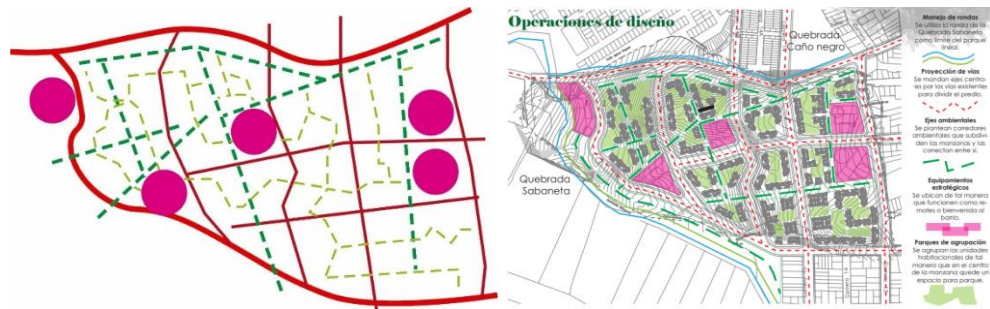 Operaciones de diseño
Quebrada
Caño negro
Quebrada
Sabaneta
Manejo de rondas
Se utiliza la ronda de la
Quebrada Sabaneta
como límite del parque
lineal.
Proyección de vías
Se mandan ejes centra-
les por las vías existentes
para dividir el predio.
Ejes ambientales
Se plantean corredores
ambientales que subdivi-
den las manzanas y las
conectan entre sí.
Equipamientos
estratégicos
Se ubican de tal manera
que funcionen como re-
mates o bienvenida al
barrio.
Parques de agrupación
Se agrupan las unidades
habitacionales de tal
manera que en el centro
de la manzana quede un
espacio para parque.